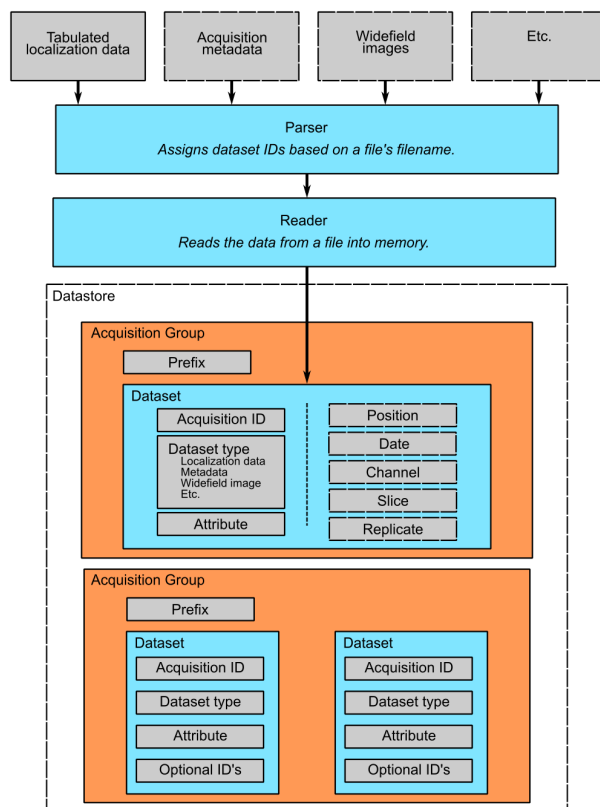 Tabulated
localization data
Acquisition
metadata
Widefield
images
Etc.
Parser
Assigns dataset IDs based on a file's filename.
Reader
Reads the data from a file into memory.
Datastore
Acquisition Group
Prefix
Dataset
Acquisition ID
Dataset type
Localization data
Metadata
Widefield image
Etc.
Attribute
Position
Date
Channel
Slice
Replicate
Acquisition Group
Prefix
Dataset
Acquisition ID
Dataset type
Attribute
Optional ID's
Dataset
Acquisition ID
Dataset type
Attribute
Optional ID's